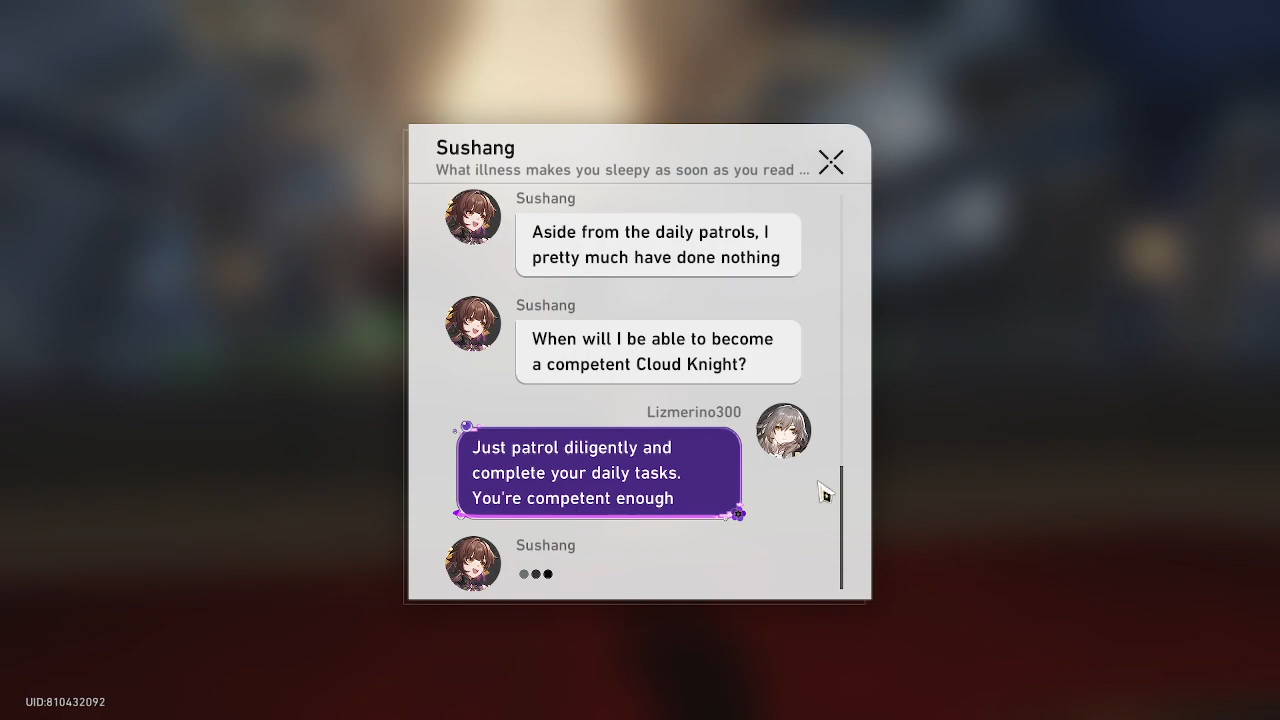 Sushang
What illness makes you sleepy as soon as you read ...
Sushang
Aside from the daily patrols, I
pretty much have done nothing
Sushang
When will I be able to become
a competent Cloud Knight?
Lizmerino300
Just patrol diligently and
complete your daily tasks.
You're competent enough
Sushang
UID:810432092